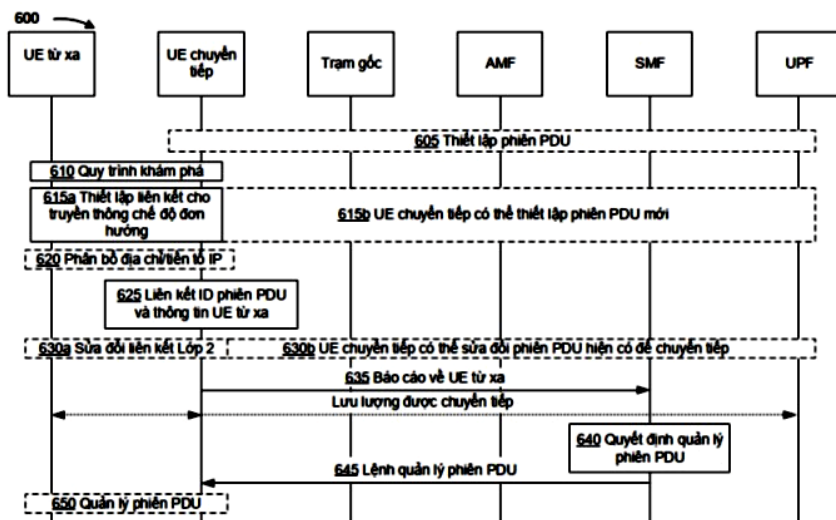 600
UE từ xa
UE chuyển
tiếp
Trạm gốc
AMF
SMF
UPF
605 Thiết lập phiên PDU
610 Quy trình khám phá
615a Thiết lập liên kết cho
truyền thông chế độ đơn
hướng
615b UE chuyển tiếp có thể thiết lập phiên PDU mới
620 Phân bổ địa chỉ/tiền tố IP
625 Liên kết ID phiên PDU
và thông tin UE từ xa
630a Sửa đổi liên kết Lớp 2
630b UE chuyển tiếp có thể sửa đổi phiên PDU hiện có để chuyển tiếp
635 Báo cáo về UE từ xa
Lưu lượng được chuyển tiếp
640 Quyết định quản lý
phiên PDU
645 Lệnh quản lý phiên PDU
650 Quản lý phiên PDU